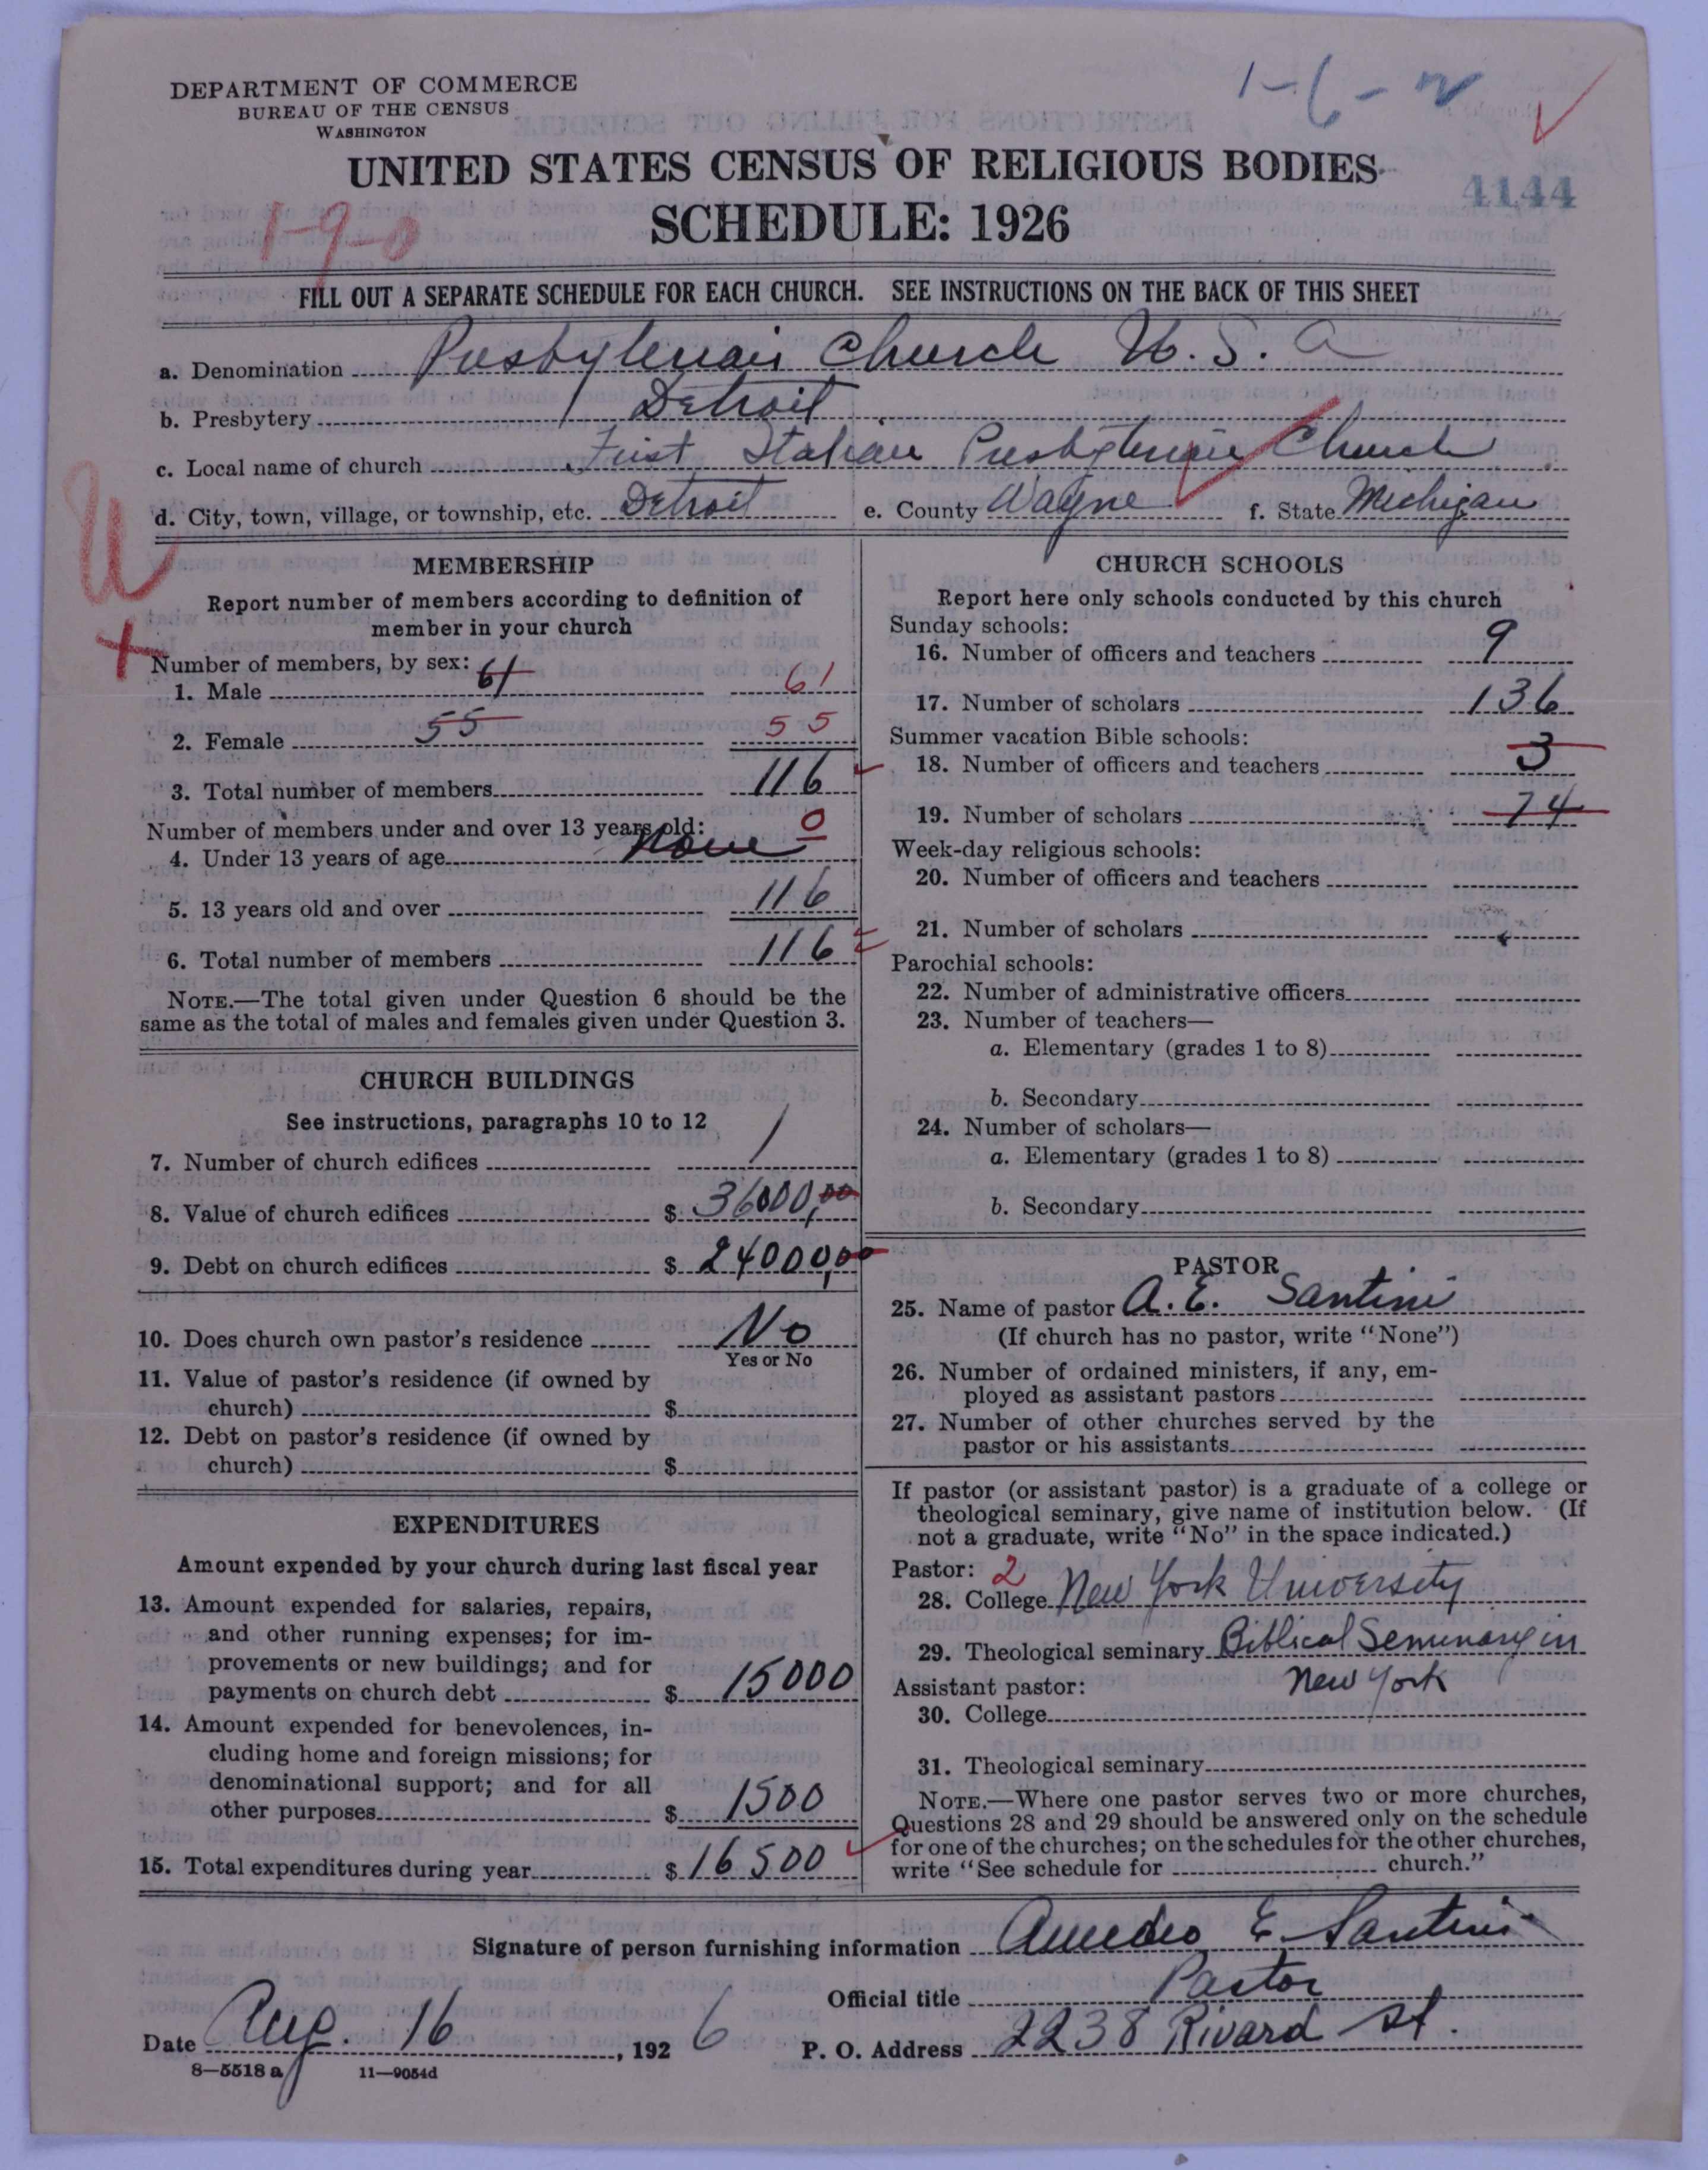 DEPARTMENT OF COMMERCE
BUREAU OF THE CENSUS
WASHINGTON
1-6-2
UNITED STATES CENSUS OF RELIGIOUS BODIES
4144
1-9-0
SCHEDULE: 1926
FILL OUT A SEPARATE SCHEDULE FOR EACH CHURCH. SEE INSTRUCTIONS ON THE BACK OF THIS SHEET
a. Denomination Presbyterian Church U. S. A
b. Presbytery Detroit
c. Local name of church First Italian Presbyterian Church
d. City, town, village, or township, etc. Detroit e. County Wayne f. State Michigan
MEMBERSHIP
Report number of members according to definition of
member in your church
Number of members, by sex:
1. Male 61 61
2. Female 55 55
3. Total number of members 116
Number of members under and over 13 years old: 0
4. Under 13 years of age None
5. 13 years old and over 116
6. Total number of members 116
NOTE.—The total given under Question 6 should be the
same as the total of males and females given under Question 3.
CHURCH BUILDINGS
See instructions, paragraphs 10 to 12
7. Number of church edifices 1
8. Value of church edifices $ 36000,00
9. Debt on church edifices $ 24000,00
10. Does church own pastor's residence No
Yes or No
11. Value of pastor's residence (if owned by
church) $
12. Debt on pastor's residence (if owned by
church) $
EXPENDITURES
Amount expended by your church during last fiscal year
13. Amount expended for salaries, repairs,
and other running expenses; for im-
provements or new buildings; and for
payments on church debt $ 15000
14. Amount expended for benevolences, in-
cluding home and foreign missions; for
denominational support; and for all
other purposes $ 1500
15. Total expenditures during year $ 16500
CHURCH SCHOOLS
Report here only schools conducted by this church
Sunday schools:
16. Number of officers and teachers 9
17. Number of scholars 136
Summer vacation Bible schools:
18. Number of officers and teachers 3
19. Number of scholars 74
Week-day religious schools:
20. Number of officers and teachers
21. Number of scholars
Parochial schools:
22. Number of administrative officers
23. Number of teachers—
a. Elementary (grades 1 to 8)
b. Secondary
24. Number of scholars—
a. Elementary (grades 1 to 8)
b. Secondary
PASTOR
25. Name of pastor A. E. Santini
(If church has no pastor, write "None")
26. Number of ordained ministers, if any, em-
ployed as assistant pastors
27. Number of other churches served by the
pastor or his assistants
If pastor (or assistant pastor) is a graduate of a college or
theological seminary, give name of institution below. (If
not a graduate, write "No" in the space indicated.)
Pastor: 2
28. College New York University
29. Theological seminary Biblical Seminary in
Assistant pastor: New York
30. College
31. Theological seminary
NOTE.—Where one pastor serves two or more churches,
Questions 28 and 29 should be answered only on the schedule
for one of the churches; on the schedules for the other churches,
write "See schedule for church."
Signature of person furnishing information Amedeo E. Santini
Official title Pastor
Date Aug. 16, 1926 P. O. Address 2238 Rivard St.
8—5518 a 11—9054d